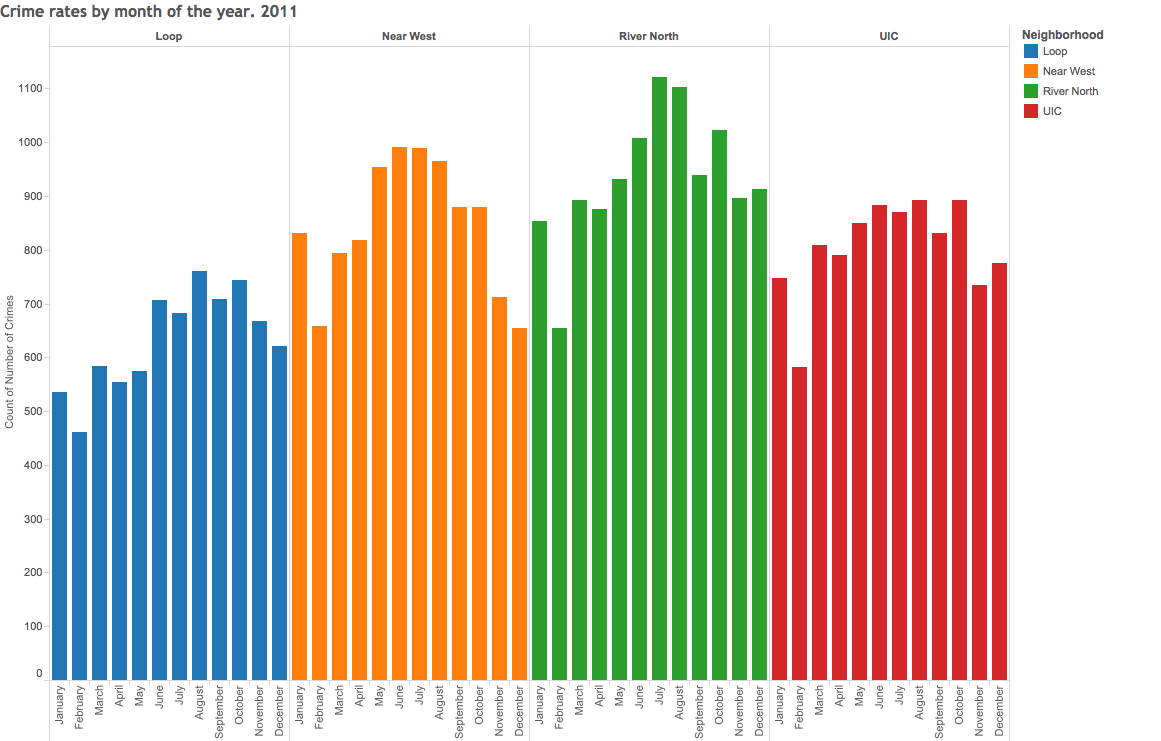 Crime rates by month of the year. 2011
Loop Near West River North UIC
Neighborhood
Loop
Near West
River North
UIC
Count of Number of Crimes
1100
1000
900
800
700
600
500
400
300
200
100
0
January February March April May June July August September October November December January February March April May June July August September October November December January February March April May June July August September October November December January February March April May June July August September October November December